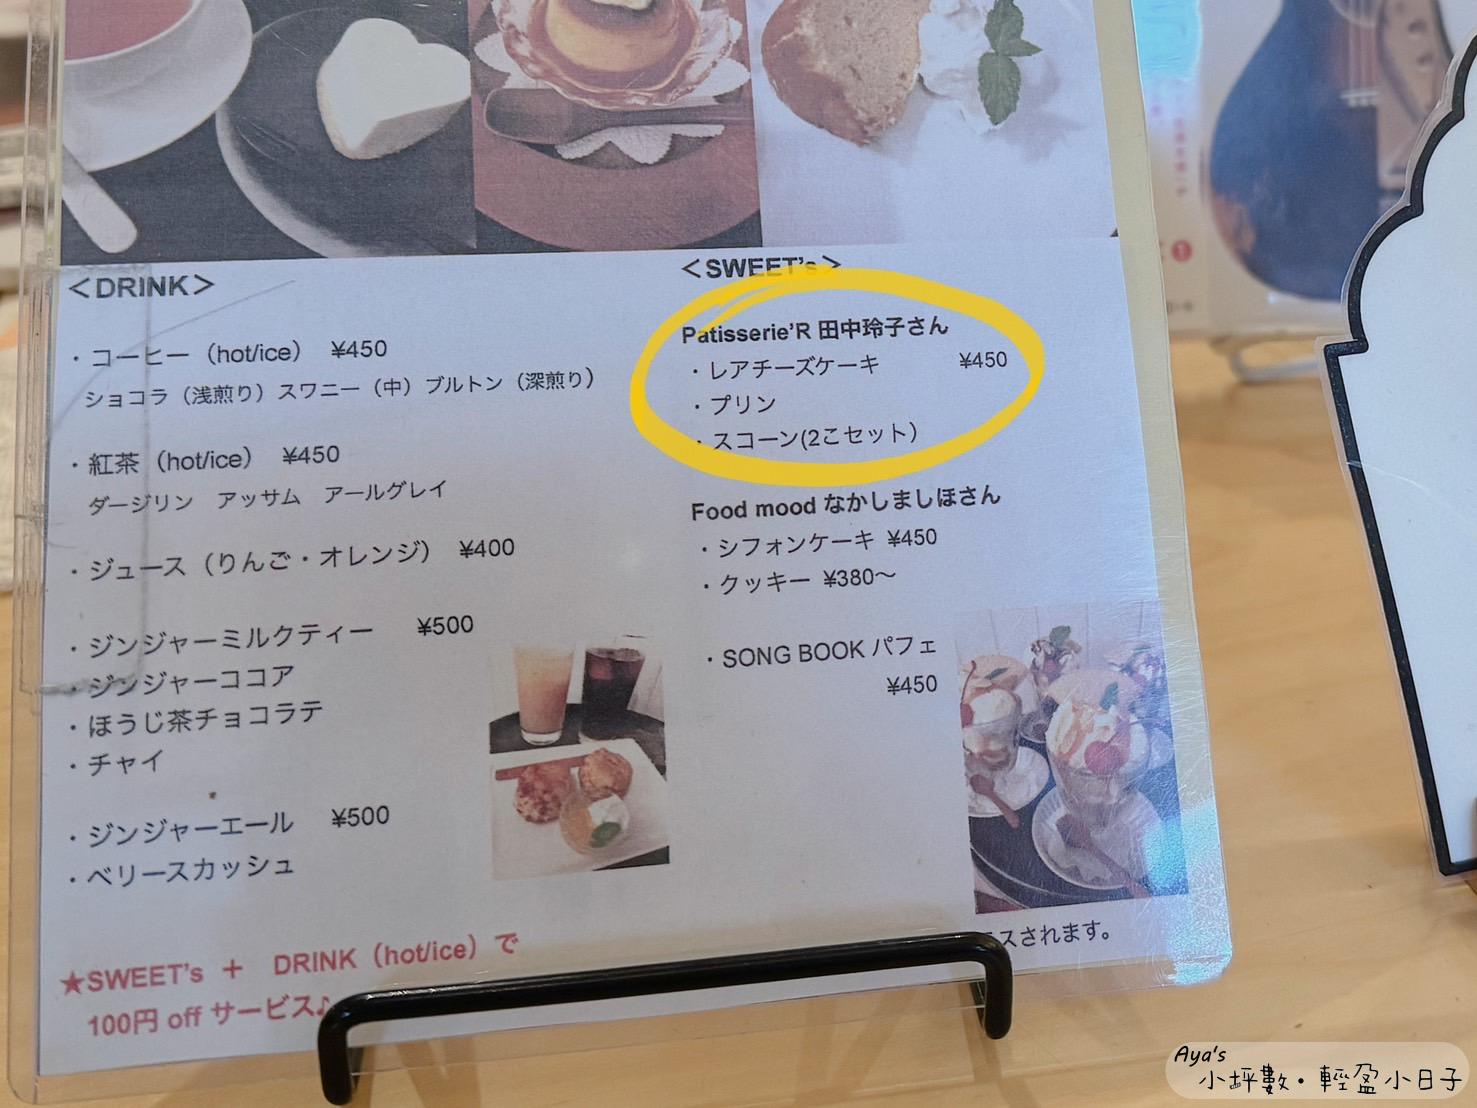 <DRINK>
・コーヒー（hot/ice） ¥450
ショコラ（浅煎り）スワニー（中）ブルトン（深煎り）
・紅茶（hot/ice） ¥450
ダージリン　アッサム　アールグレイ
・ジュース（りんご・オレンジ） ¥400
・ジンジャーミルクティー ¥500
・ジンジャーココア
・ほうじ茶チョコラテ
・チャイ
・ジンジャーエール ¥500
・ベリースカッシュ
★SWEET's ＋ DRINK（hot/ice）で
100円 off サービス♪
<SWEET's>
Patisserie'R 田中玲子さん
・レアチーズケーキ ¥450
・プリン
・スコーン(2こセット)
Food mood なかしましほさん
・シフォンケーキ ¥450
・クッキー ¥380〜
・SONG BOOK パフェ
¥450
スされます。
Aya's
小坪數・輕盈小日子